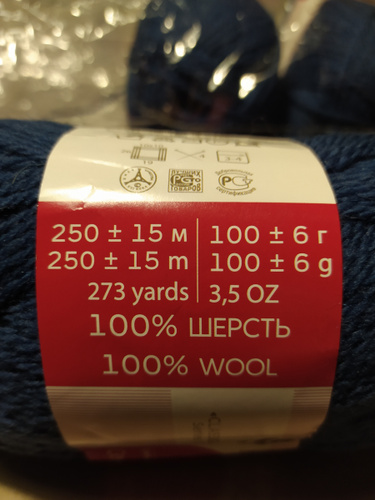 250 ± 15 м 100 ± 6 г
250 ± 15 m 100 ± 6 g
273 yards 3,5 OZ
100% ШЕРСТЬ
100% WOOL